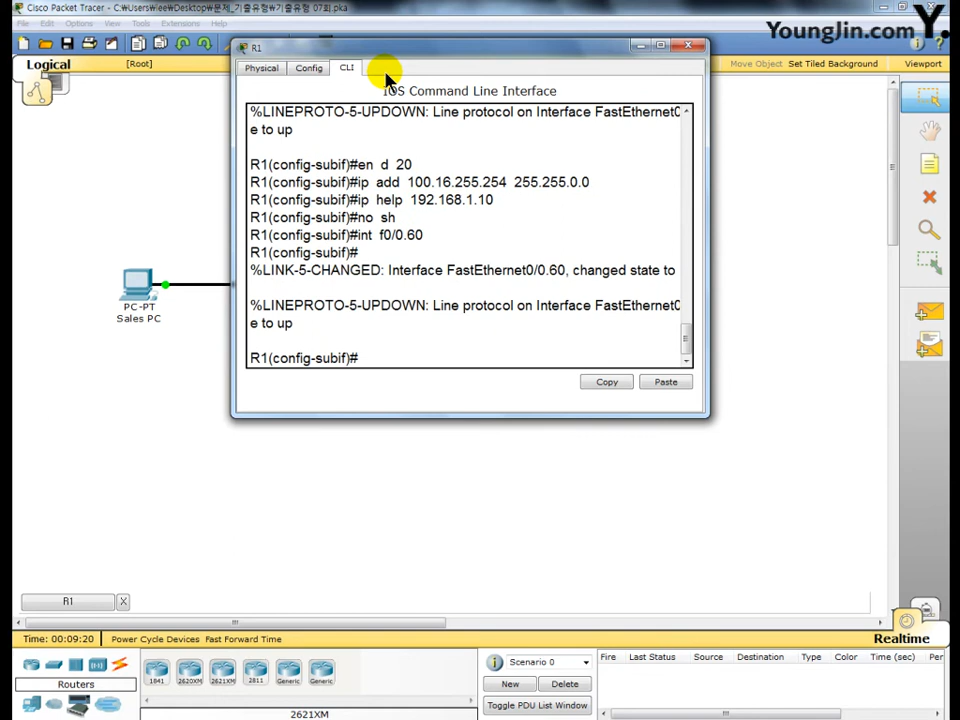 Cisco Packet Tracer - C:₩Users₩iee₩Desktop₩문제_기출유형₩기출유형 07회.pka
File Edit Options View Tools Extensions Help
YoungJin.com Y.
Logical
[Root]
Move Object
Set Tiled Background
Viewport
R1
Physical
Config
CLI
IOS Command Line Interface
%LINEPROTO-5-UPDOWN: Line protocol on Interface FastEthernet0
e to up
R1(config-subif)#en d 20
R1(config-subif)#ip add 100.16.255.254 255.255.0.0
R1(config-subif)#ip help 192.168.1.10
R1(config-subif)#no sh
R1(config-subif)#int f0/0.60
R1(config-subif)#
%LINK-5-CHANGED: Interface FastEthernet0/0.60, changed state to
%LINEPROTO-5-UPDOWN: Line protocol on Interface FastEthernet0
e to up
R1(config-subif)#
Copy
Paste
PC-PT
Sales PC
R1 X
Time: 00:09:20
Power Cycle Devices Fast Forward Time
Realtime
Routers
1841
2620XM
2621XM
2811
Generic
Generic
2621XM
Scenario 0
New
Delete
Toggle PDU List Window
Fire
Last Status
Source
Destination
Type
Color
Time (sec)
Per